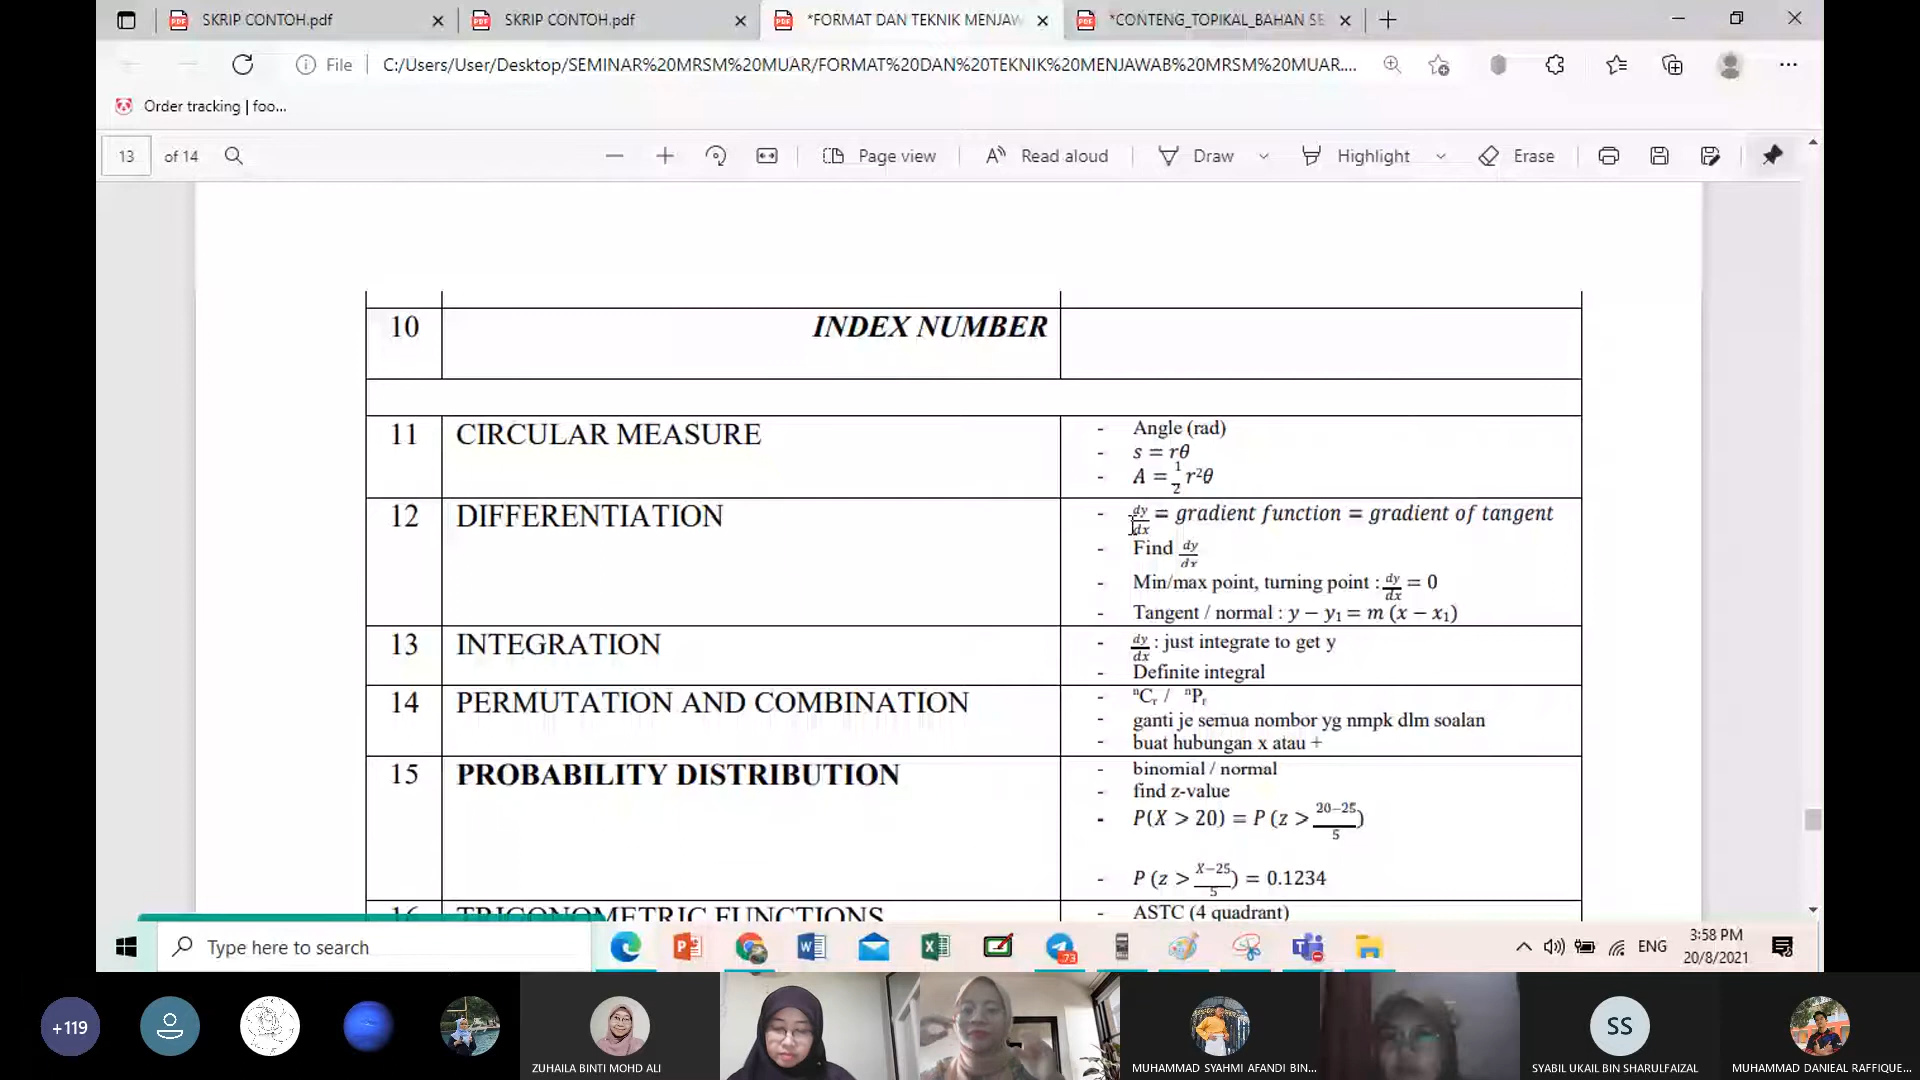 SKRIP CONTOH.pdf
SKRIP CONTOH.pdf
*FORMAT DAN TEKNIK MENJAW
*CONTENG_TOPIKAL_BAHAN SE
File
C:/Users/User/Desktop/SEMINAR%20MRSM%20MUAR/FORMAT%20DAN%20TEKNIK%20MENJAWAB%20MRSM%20MUAR....
Order tracking | foo...
13 of 14
Page view
Read aloud
Draw
Highlight
Erase
10 INDEX NUMBER
11 CIRCULAR MEASURE
- Angle (rad)
- s = rθ
- A = 1/2 r²θ
12 DIFFERENTIATION
- dy/dx = gradient function = gradient of tangent
- Find dy/dx
- Min/max point, turning point : dy/dx = 0
- Tangent / normal : y − y₁ = m (x − x₁)
13 INTEGRATION
- dy/dx : just integrate to get y
- Definite integral
14 PERMUTATION AND COMBINATION
- ⁿCᵣ / ⁿPᵣ
- ganti je semua nombor yg nmpk dlm soalan
- buat hubungan x atau +
15 PROBABILITY DISTRIBUTION
- binomial / normal
- find z-value
- P(X > 20) = P (z > 20−25/5)
- P (z > X−25/5) = 0.1234
16 TRIGONOMETRIC FUNCTIONS
- ASTC (4 quadrant)
Type here to search
73
ENG
3:58 PM
20/8/2021
+119
ZUHAILA BINTI MOHD ALI
MUHAMMAD SYAHMI AFANDI BIN...
SS
SYABIL UKAIL BIN SHARULFAIZAL
MUHAMMAD DANIEAL RAFFIQUE...